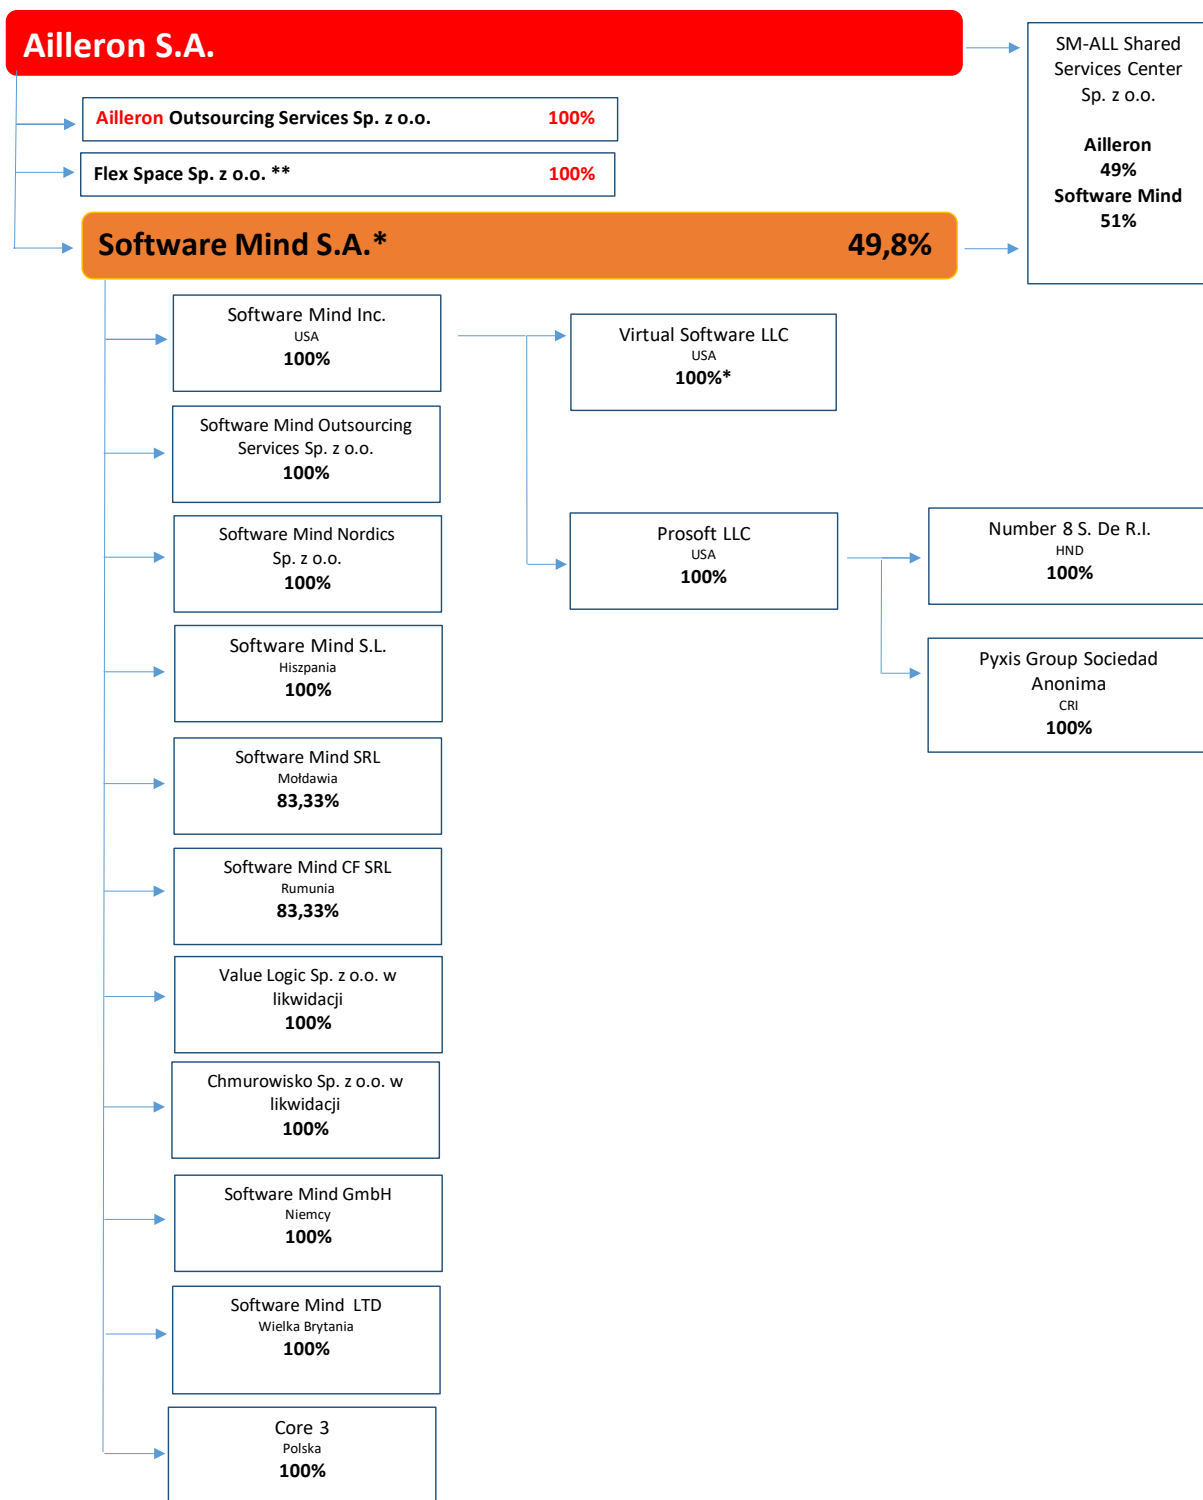 Ailleron S.A.
SM-ALL Shared
Services Center
Sp. z o.o.
Ailleron
49%
Software Mind
51%
Ailleron Outsourcing Services Sp. z o.o. 100%
Flex Space Sp. z o.o. ** 100%
Software Mind S.A.* 49,8%
Software Mind Inc.
USA
100%
Virtual Software LLC
USA
100%*
Software Mind Outsourcing
Services Sp. z o.o.
100%
Software Mind Nordics
Sp. z o.o.
100%
Prosoft LLC
USA
100%
Number 8 S. De R.I.
HND
100%
Software Mind S.L.
Hiszpania
100%
Pyxis Group Sociedad
Anonima
CRI
100%
Software Mind SRL
Mołdawia
83,33%
Software Mind CF SRL
Rumunia
83,33%
Value Logic Sp. z o.o. w
likwidacji
100%
Chmurowisko Sp. z o.o. w
likwidacji
100%
Software Mind GmbH
Niemcy
100%
Software Mind  LTD
Wielka Brytania
100%
Core 3
Polska
100%